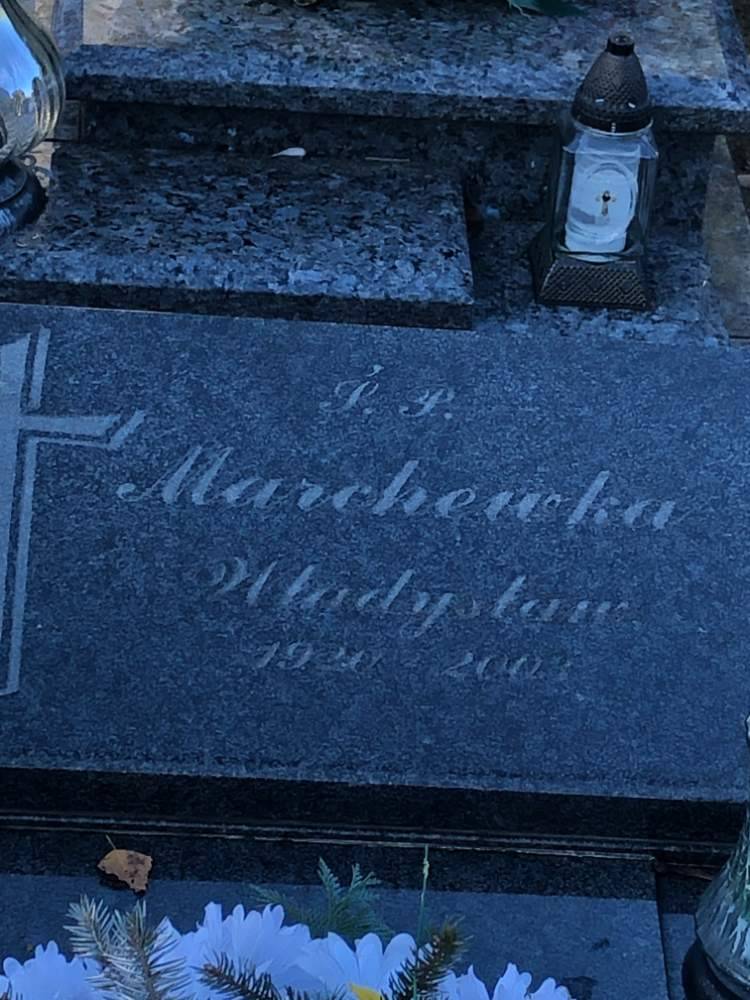 Ś. P.
Marchewka
Władysław
1920 - 2003